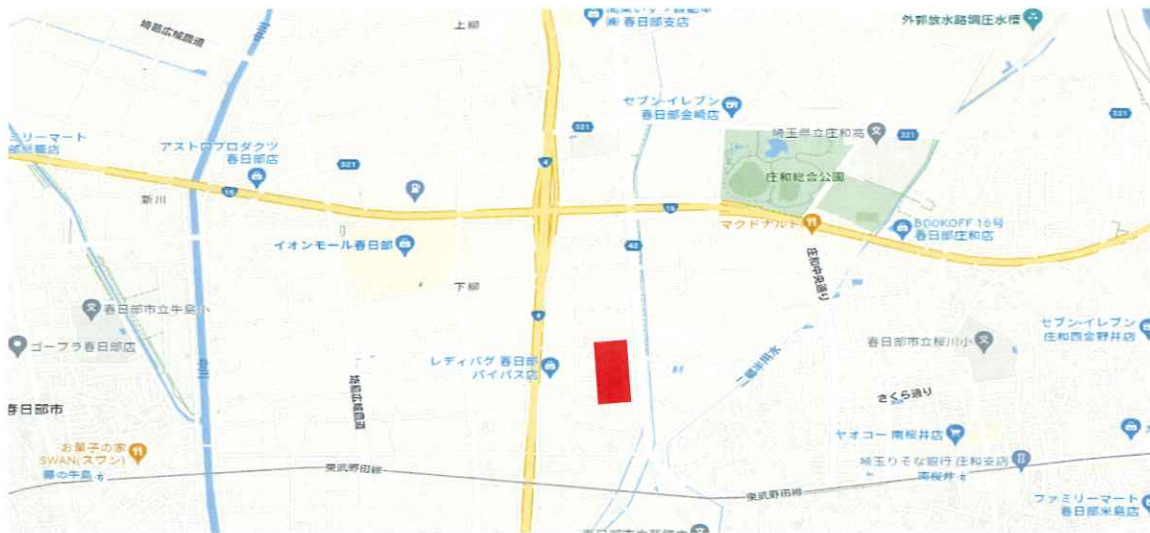 上柳
㈱ 春日部支店
外郭放水路調圧水槽
埼葛広域農道
セブン-イレブン
春日部金崎店
321
321
321
321
321
ミリーマート
アストロプロダクツ
春日部店
埼玉県立庄和高
4
庄和総合公園
16
新川
16
マクドナルド
BOOKOFF 16号
春日部庄和店
イオンモール春日部
42
庄和中央通り
下柳
春日部市立牛島小
4
セブン-イレブン
庄和西金野井店
ゴープラ春日部店
春日部市立桜川小
レディバグ 春日部
バイパス店
中川
埼葛広域農道
さくら通り
春日部市
ヤオコー 南桜井店
お菓子の家
SWAN(スワン)
藤の牛島
東武野田線
埼玉りそな銀行 庄和支店
南桜井
東武野田線
ファミリーマート
春日部米島店